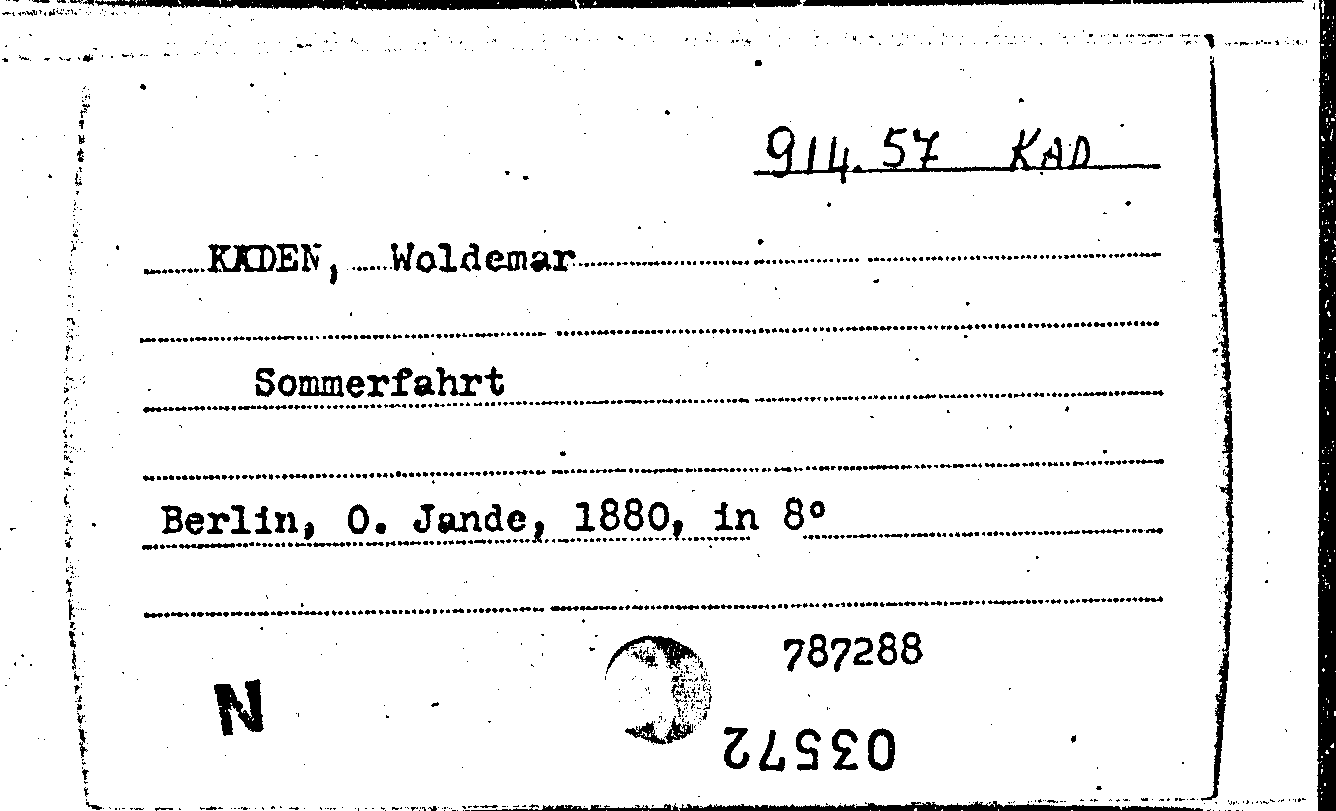 914.57 KAD
KADEN, Woldemar
Sommerfahrt
Berlin, O. Jande, 1880, in 8°
787288
N
03572